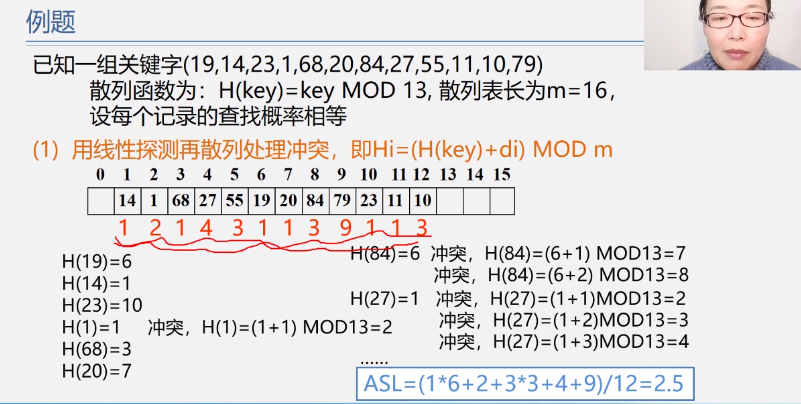 例题
已知一组关键字(19,14,23,1,68,20,84,27,55,11,10,79)
散列函数为：H(key)=key MOD 13, 散列表长为m=16，
设每个记录的查找概率相等
(1) 用线性探测再散列处理冲突，即Hi=(H(key)+di) MOD m
0 1 2 3 4 5 6 7 8 9 10 11 12 13 14 15
14 1 68 27 55 19 20 84 79 23 11 10
1 2 1 4 3 1 1 3 9 1 1 3
H(19)=6
H(14)=1
H(23)=10
H(1)=1 冲突，H(1)=(1+1) MOD13=2
H(68)=3
H(20)=7
H(84)=6 冲突，H(84)=(6+1) MOD13=7
冲突，H(84)=(6+2) MOD13=8
H(27)=1 冲突，H(27)=(1+1)MOD13=2
冲突，H(27)=(1+2)MOD13=3
冲突，H(27)=(1+3)MOD13=4
......
ASL=(1*6+2+3*3+4+9)/12=2.5